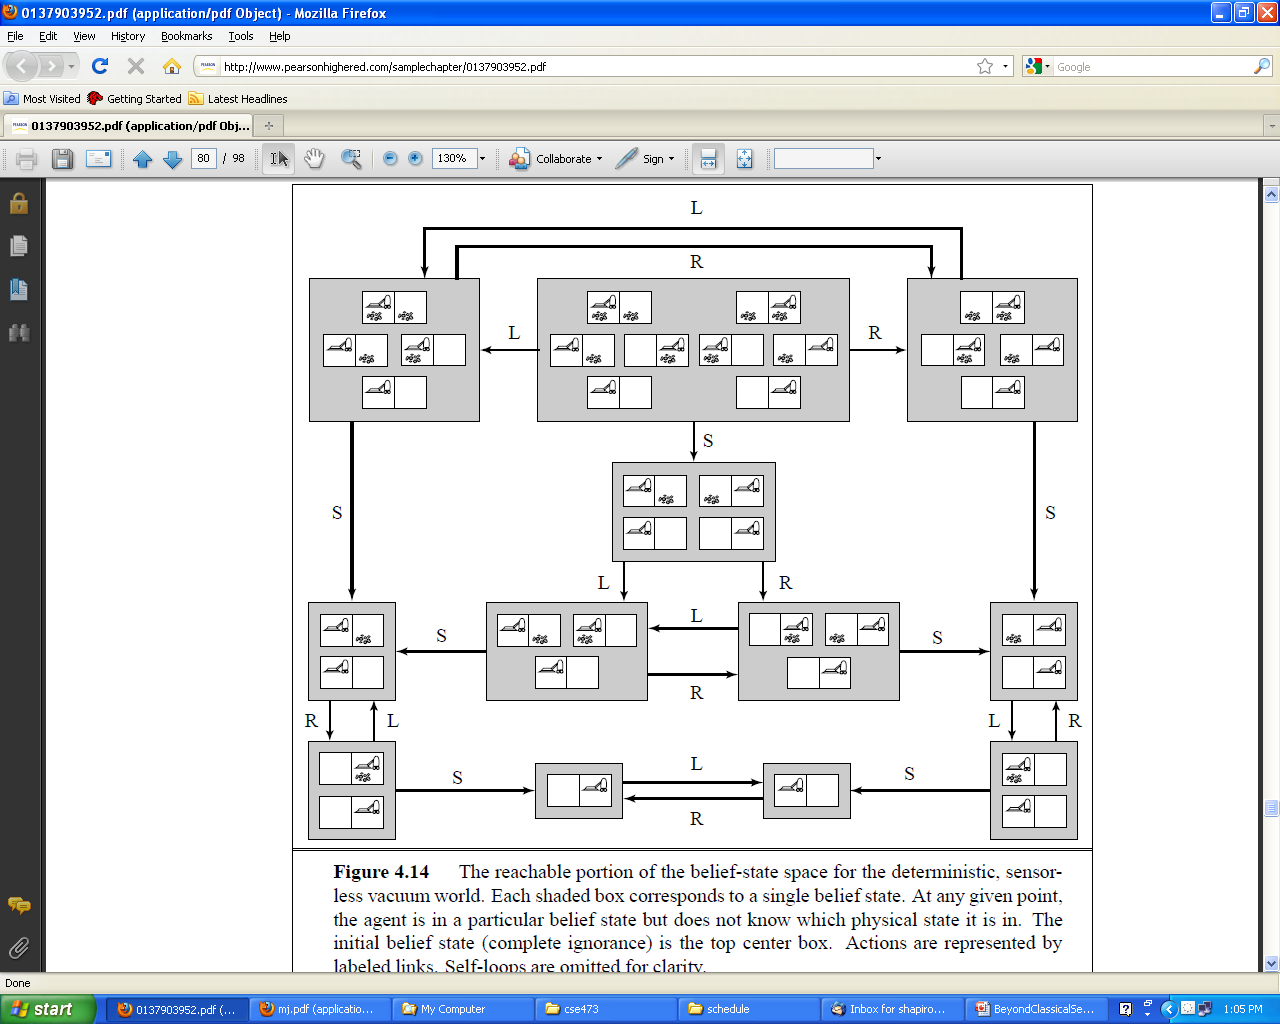 0137903952.pdf (application/pdf Object) - Mozilla Firefox
File Edit View History Bookmarks Tools Help
http://www.pearsonhighered.com/samplechapter/0137903952.pdf
Google
Most Visited Getting Started Latest Headlines
0137903952.pdf (application/pdf Obj...
80 / 98 130% Collaborate Sign
L
R
L R
S
S S
L R
L
S S
R
R L L R
L
S S
R
Figure 4.14 The reachable portion of the belief-state space for the deterministic, sensor-
less vacuum world. Each shaded box corresponds to a single belief state. At any given point,
the agent is in a particular belief state but does not know which physical state it is in. The
initial belief state (complete ignorance) is the top center box. Actions are represented by
labeled links. Self-loops are omitted for clarity.
Done
start 0137903952.pdf (... mj.pdf (applicatio... My Computer cse473 schedule Inbox for shapiro... BeyondClassicalSe... 1:05 PM